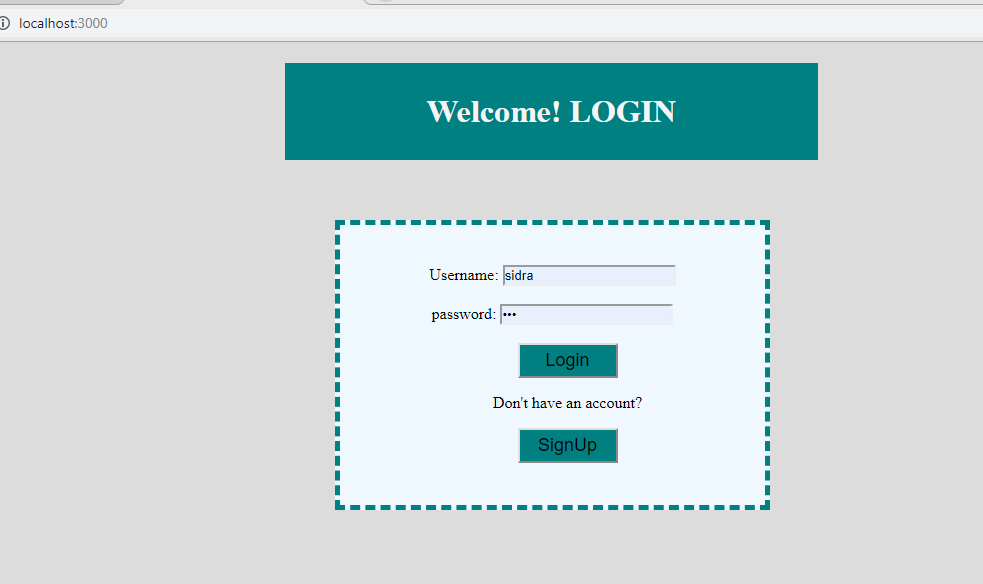 localhost:3000
Welcome! LOGIN
Username: sidra
password: •••
Login
Don't have an account?
SignUp